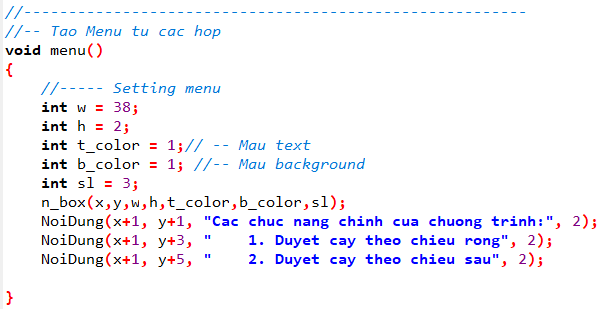 //----------------------------------------------------------
//-- Tao Menu tu cac hop
void menu()
{
    //----- Setting menu
    int w = 38;
    int h = 2;
    int t_color = 1;// -- Mau text
    int b_color = 1; //-- Mau background
    int sl = 3;
    n_box(x,y,w,h,t_color,b_color,sl);
    NoiDung(x+1, y+1, "Cac chuc nang chinh cua chuong trinh:", 2);
    NoiDung(x+1, y+3, "    1. Duyet cay theo chieu rong", 2);
    NoiDung(x+1, y+5, "    2. Duyet cay theo chieu sau", 2);
}